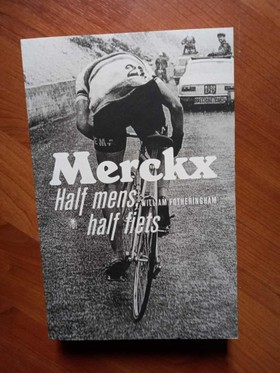 Merckx
Half mens, WILLIAM FOTHERINGHAM
half fiets